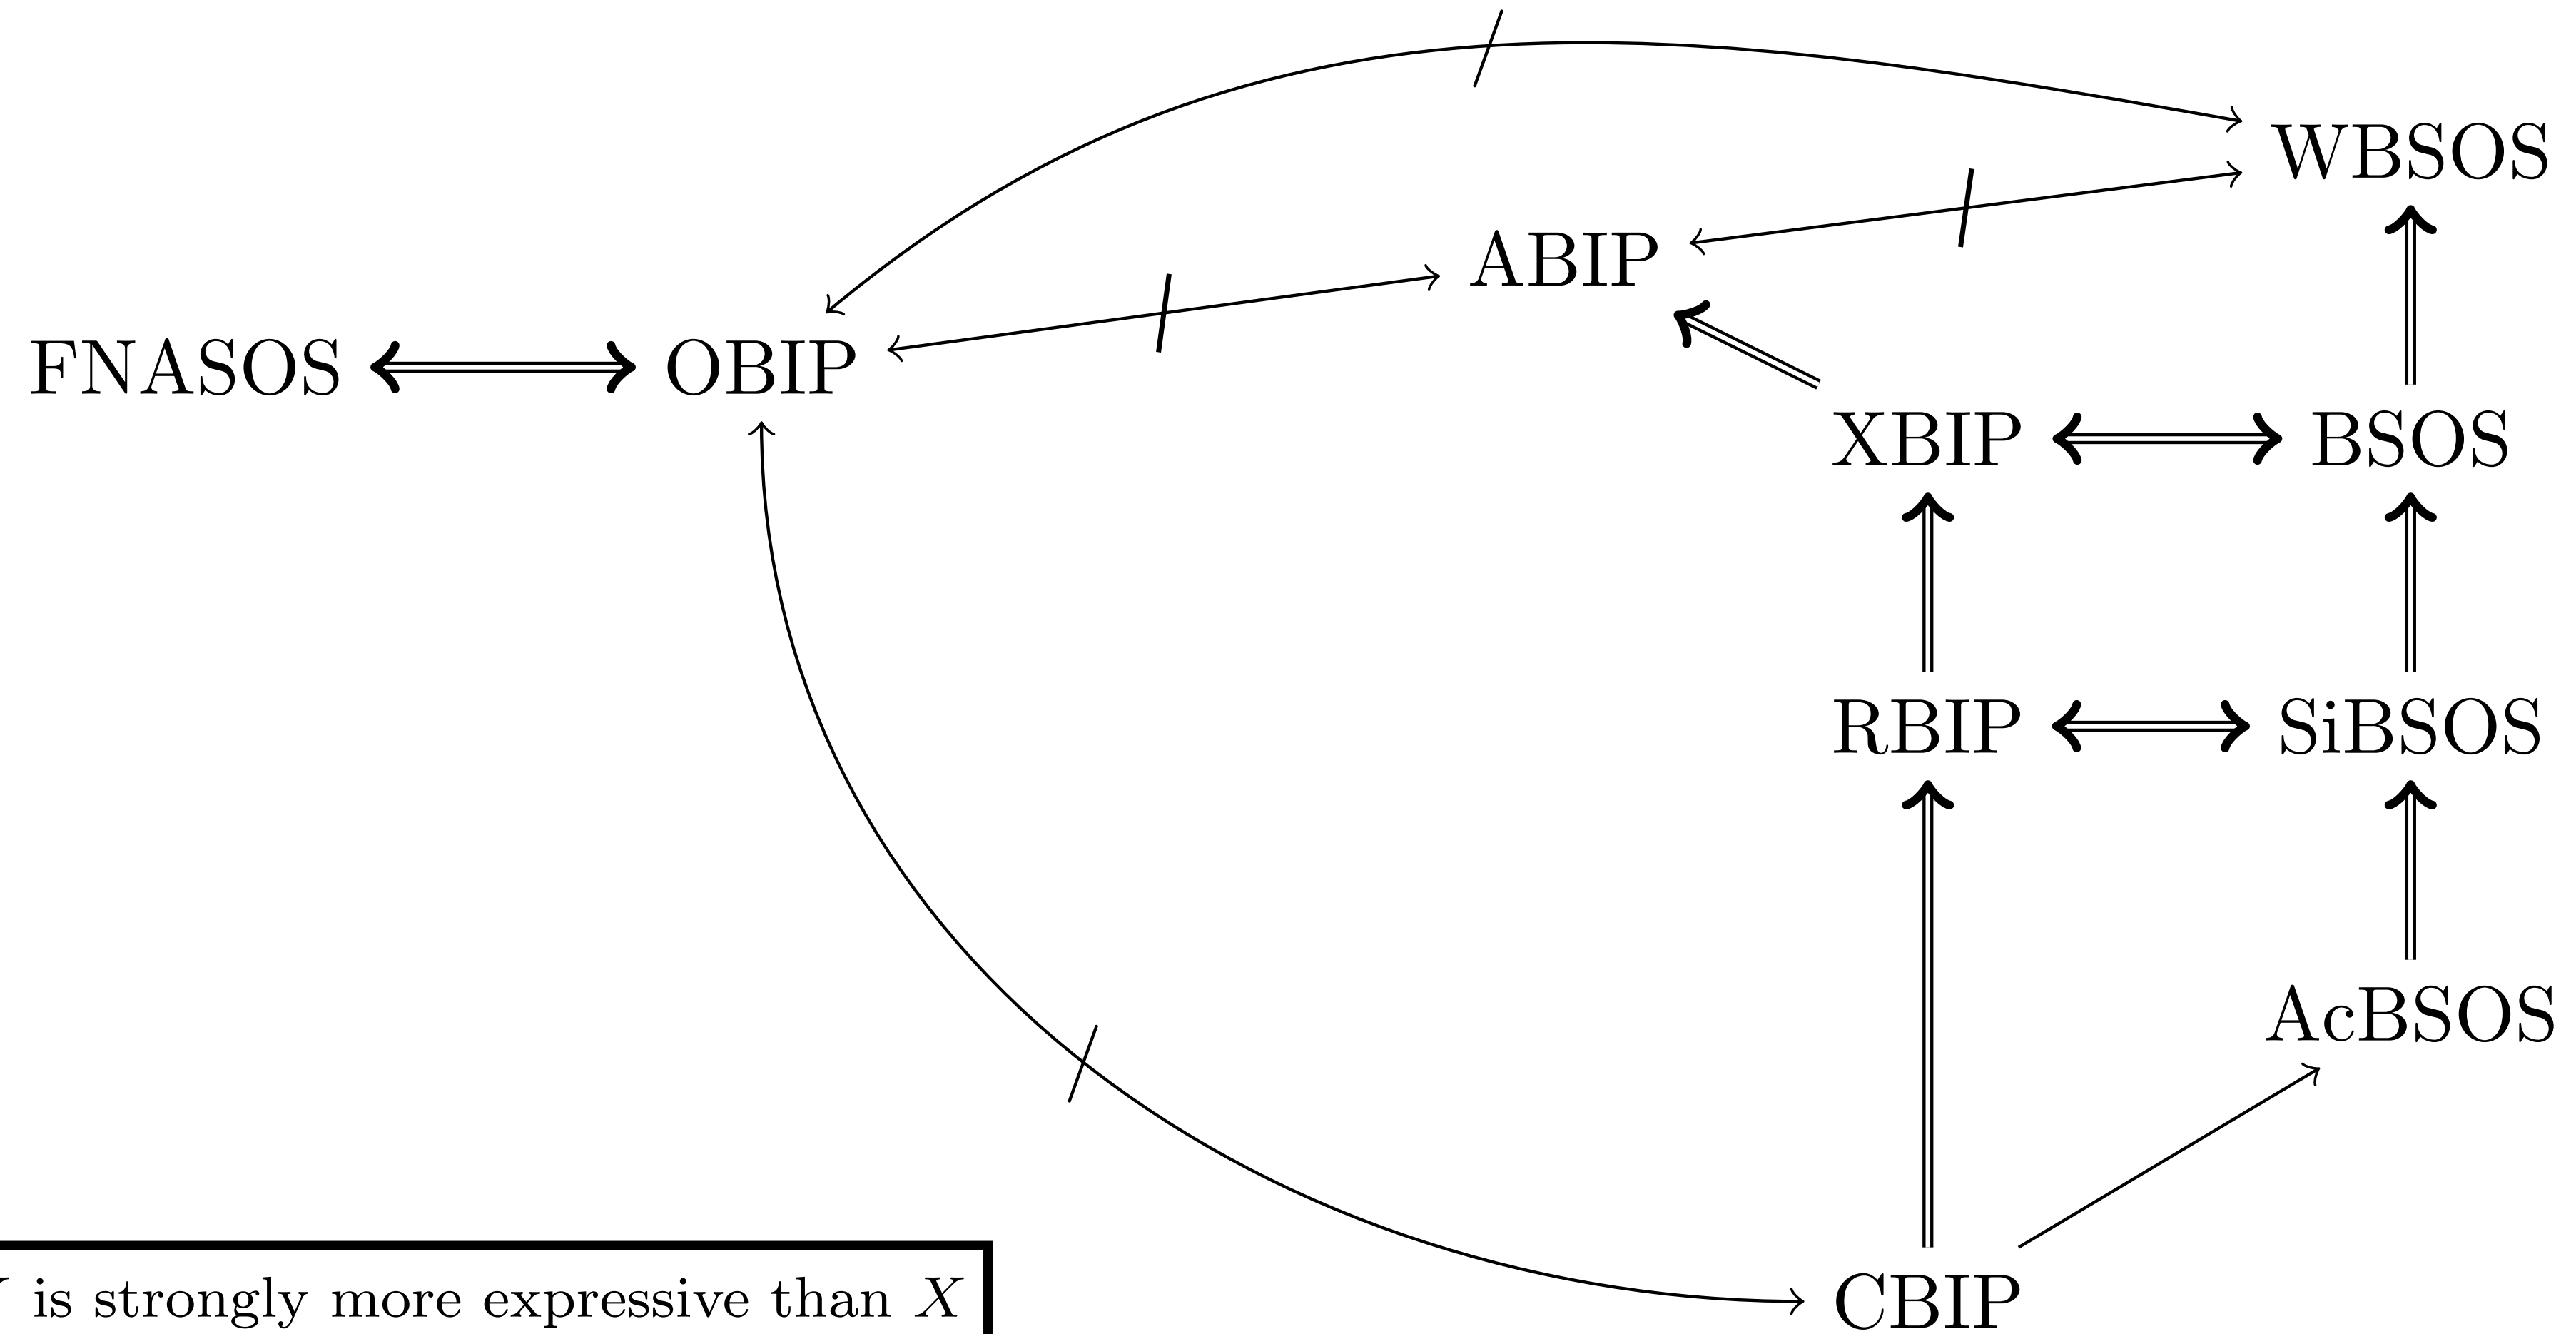 WBSOS
ABIP
FNASOS OBIP
XBIP BSOS
RBIP SiBSOS
AcBSOS
is strongly more expressive than X
CBIP